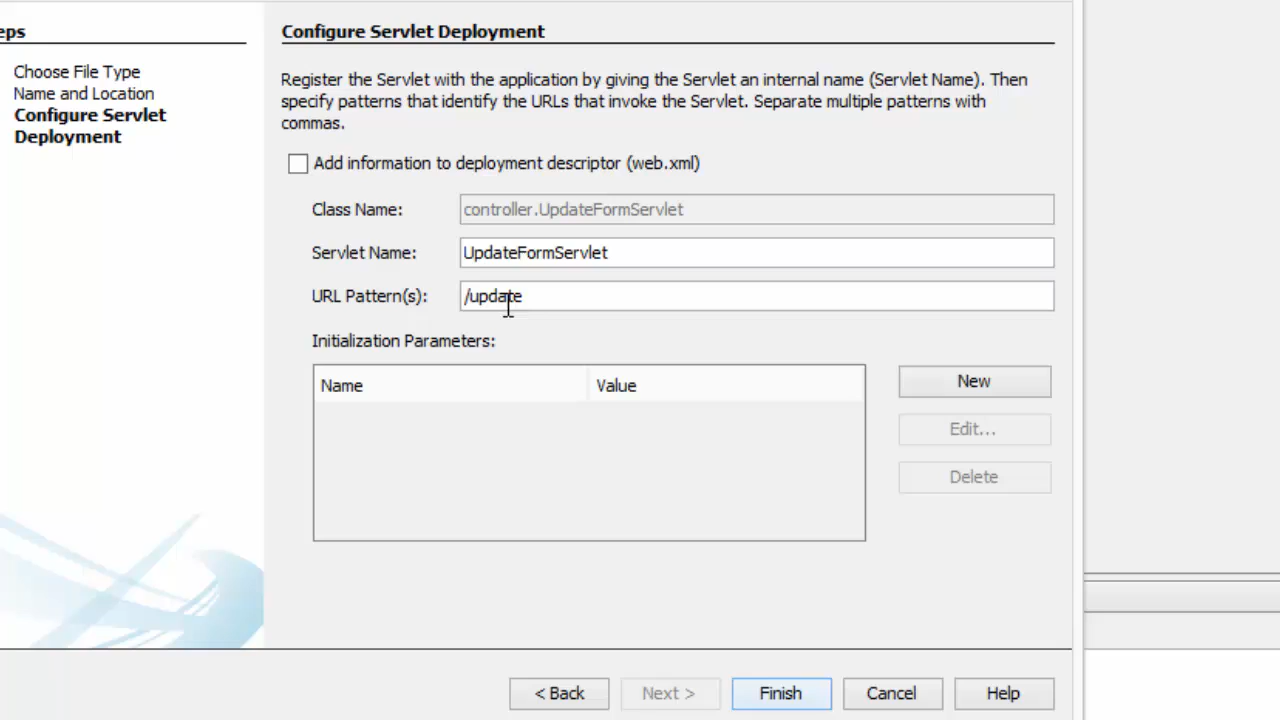 eps
Choose File Type
Name and Location
Configure Servlet
Deployment
Configure Servlet Deployment
Register the Servlet with the application by giving the Servlet an internal name (Servlet Name). Then
specify patterns that identify the URLs that invoke the Servlet. Separate multiple patterns with
commas.
Add information to deployment descriptor (web.xml)
Class Name: controller.UpdateFormServlet
Servlet Name: UpdateFormServlet
URL Pattern(s): /update
Initialization Parameters:
Name Value
New
Edit...
Delete
< Back Next > Finish Cancel Help